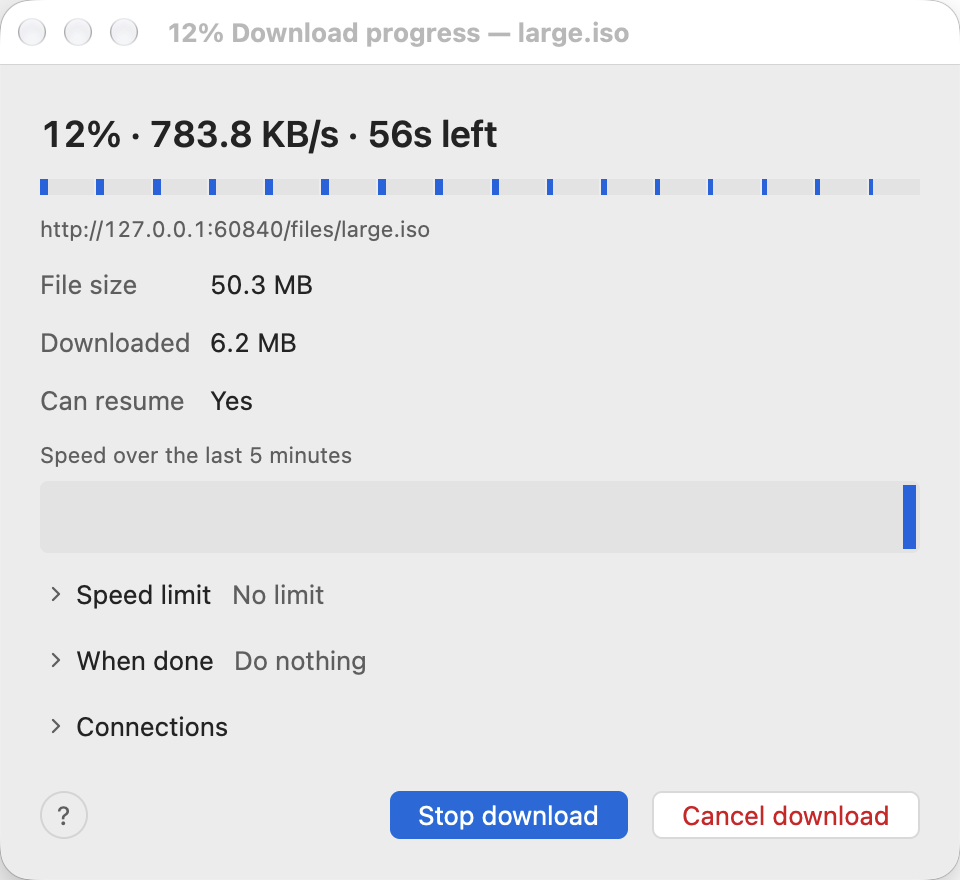 12% Download progress — large.iso
12% · 783.8 KB/s · 56s left
http://127.0.0.1:60840/files/large.iso
File size 50.3 MB
Downloaded 6.2 MB
Can resume Yes
Speed over the last 5 minutes
Speed limit No limit
When done Do nothing
Connections
? Stop download Cancel download